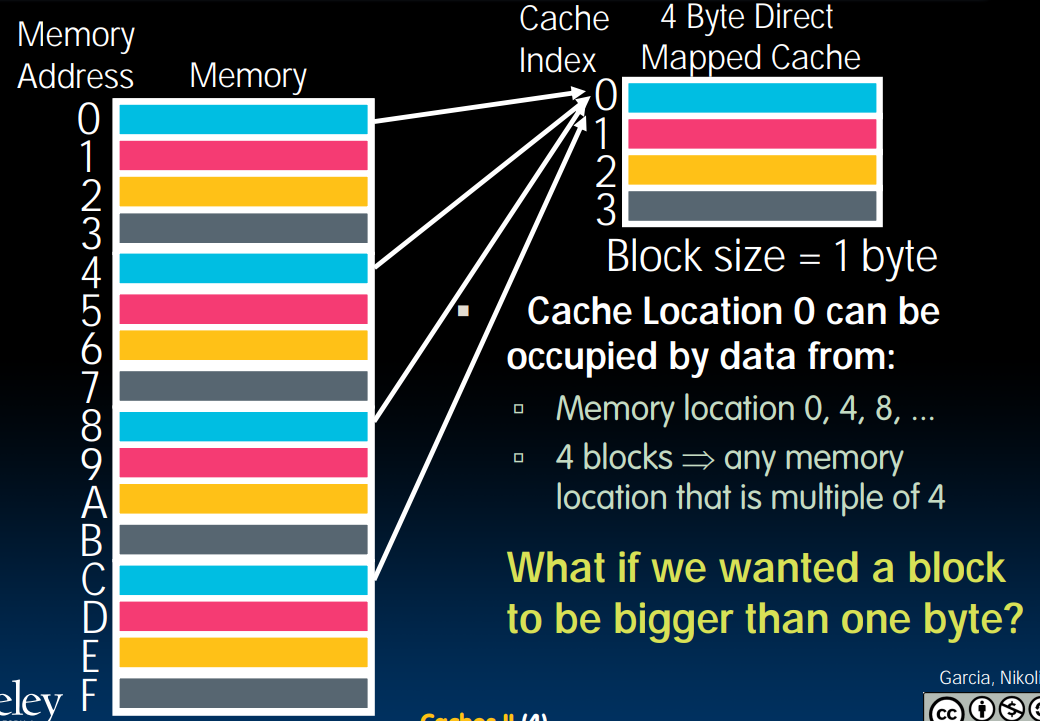 Memory
Address
Memory
0
1
2
3
4
5
6
7
8
9
A
B
C
D
E
F
Cache
Index
4 Byte Direct
Mapped Cache
0
1
2
3
Block size = 1 byte
▪ Cache Location 0 can be
occupied by data from:
▫ Memory location 0, 4, 8, ...
▫ 4 blocks ⇒ any memory
location that is multiple of 4
What if we wanted a block
to be bigger than one byte?
Garcia, Nikoli
eley
Caches II (4)
cc